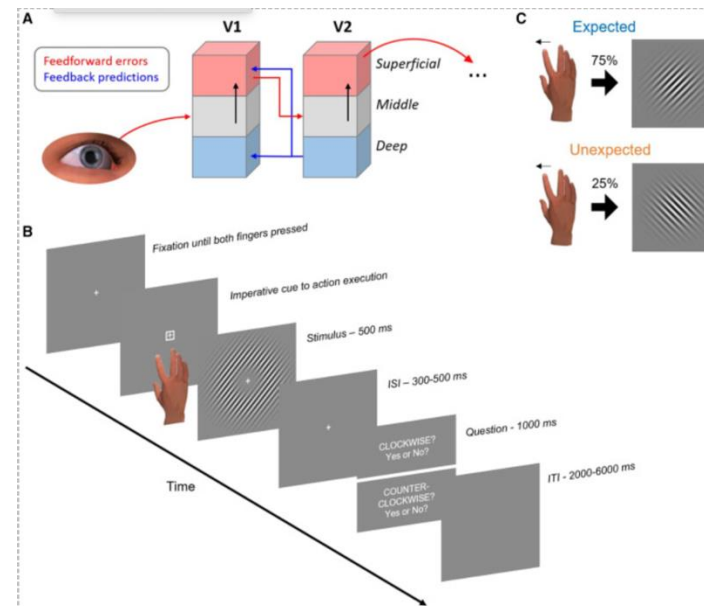 A
V1
V2
Feedforward errors
Feedback predictions
Superficial
Middle
Deep
...
C
Expected
75%
Unexpected
25%
B
Fixation until both fingers pressed
Imperative cue to action execution
Stimulus – 500 ms
ISI – 300-500 ms
Question - 1000 ms
CLOCKWISE?
Yes or No?
COUNTER-
CLOCKWISE?
Yes or No?
ITI - 2000-6000 ms
Time